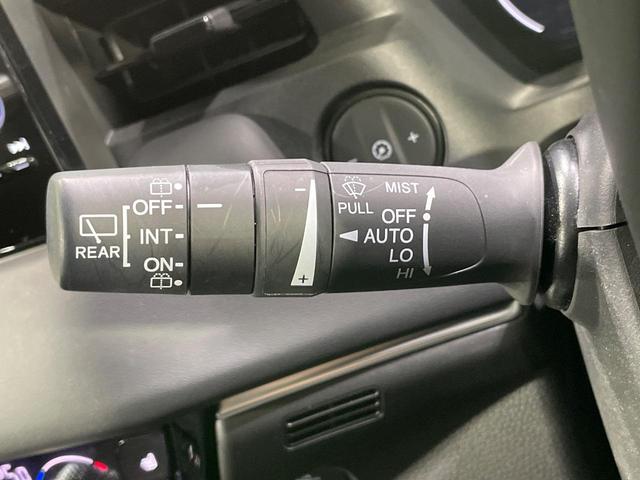 OFF
INT
ON
REAR
-
+
MIST
PULL
OFF
AUTO
LO
HI
+